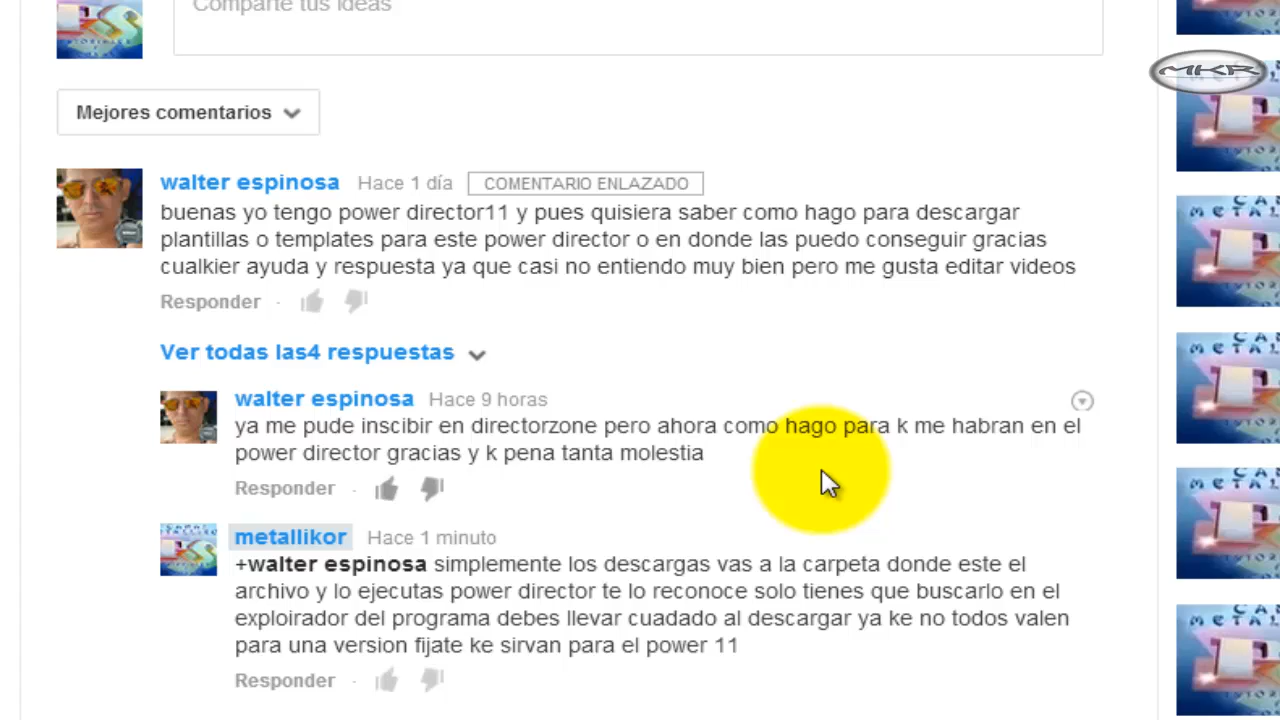 Comparte tus ideas
MKR
Mejores comentarios
walter espinosa Hace 1 día COMENTARIO ENLAZADO
buenas yo tengo power director11 y pues quisiera saber como hago para descargar
plantillas o templates para este power director o en donde las puedo conseguir gracias
cualkier ayuda y respuesta ya que casi no entiendo muy bien pero me gusta editar videos
Responder ·
Ver todas las4 respuestas
walter espinosa Hace 9 horas
ya me pude inscibir en directorzone pero ahora como hago para k me habran en el
power director gracias y k pena tanta molestia
Responder ·
metallikor Hace 1 minuto
+walter espinosa simplemente los descargas vas a la carpeta donde este el
archivo y lo ejecutas power director te lo reconoce solo tienes que buscarlo en el
exploirador del programa debes llevar cuadado al descargar ya ke no todos valen
para una version fijate ke sirvan para el power 11
Responder ·